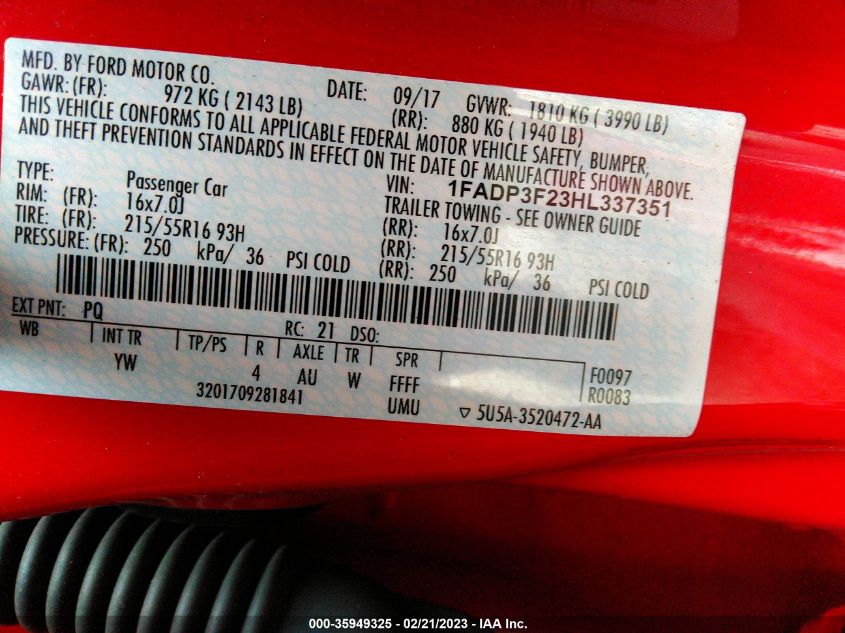 MFD. BY FORD MOTOR CO.
DATE: 09/17 GVWR: 1810 KG ( 3990 LB)
GAWR: (FR): 972 KG ( 2143 LB) (RR): 880 KG ( 1940 LB)
THIS VEHICLE CONFORMS TO ALL APPLICABLE FEDERAL MOTOR VEHICLE SAFETY, BUMPER,
AND THEFT PREVENTION STANDARDS IN EFFECT ON THE DATE OF MANUFACTURE SHOWN ABOVE.
TYPE: Passenger Car VIN: 1FADP3F23HL337351
TRAILER TOWING - SEE OWNER GUIDE
RIM: (FR): 16x7.0J (RR): 16x7.0J
TIRE: (FR): 215/55R16 93H (RR): 215/55R16 93H
PRESSURE: (FR): 250 kPa/ 36 PSI COLD (RR): 250 kPa/ 36 PSI COLD
EXT PNT: PQ RC: 21 DSO:
WB INT TR TP/PS R AXLE TR SPR
YW 4 AU W FFFF F0097
R0083
3201709281841 UMU ▽ 5U5A-3520472-AA
000-35949325 - 02/21/2023 - IAA Inc.